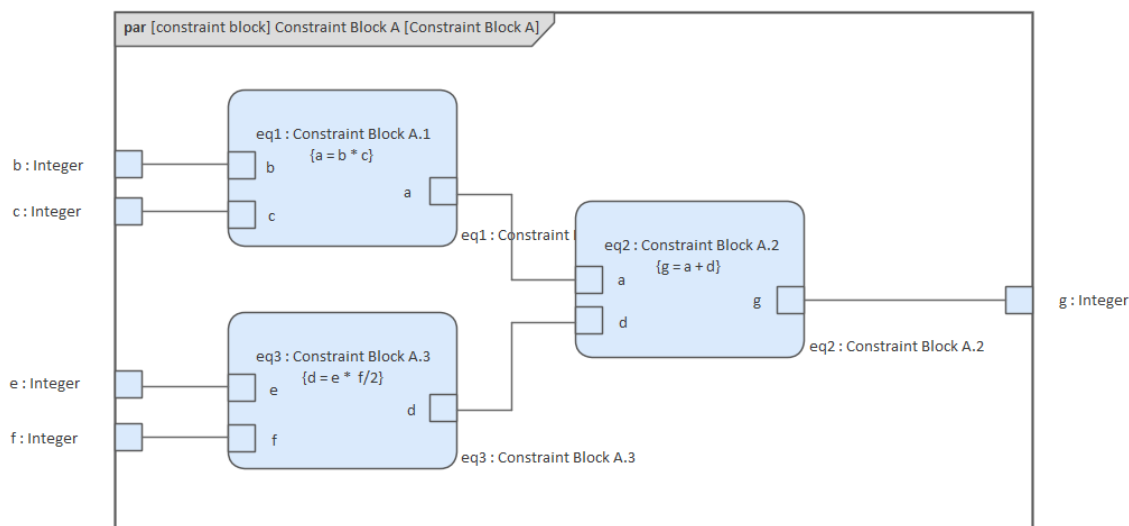 par [constraint block] Constraint Block A [Constraint Block A]
eq1 : Constraint Block A.1
{a = b * c}
b : Integer
b
a
c : Integer
c
eq1 : Constraint
eq2 : Constraint Block A.2
{g = a + d}
a
g
g : Integer
d
eq2 : Constraint Block A.2
eq3 : Constraint Block A.3
{d = e * f/2}
e : Integer
e
d
f : Integer
f
eq3 : Constraint Block A.3